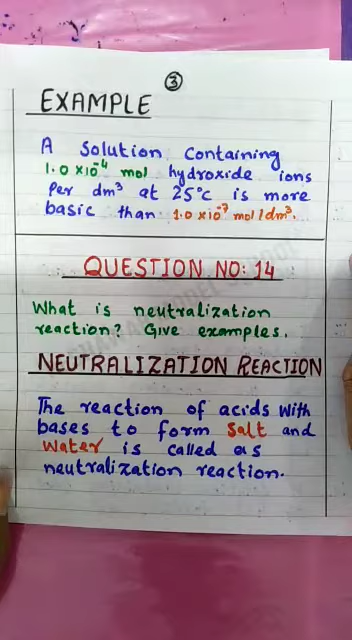 3
EXAMPLE
A Solution Containing
1.0 x 10⁻⁴ mol hydroxide ions
Per dm³ at 25°c is more
basic than 1.0 x 10⁻⁷ mol/dm³.
QUESTION NO: 14
What is neutralization
reaction? Give examples.
NEUTRALIZATION REACTION
The reaction of acids with
bases to form Salt and
Water is called as
neutralization reaction.